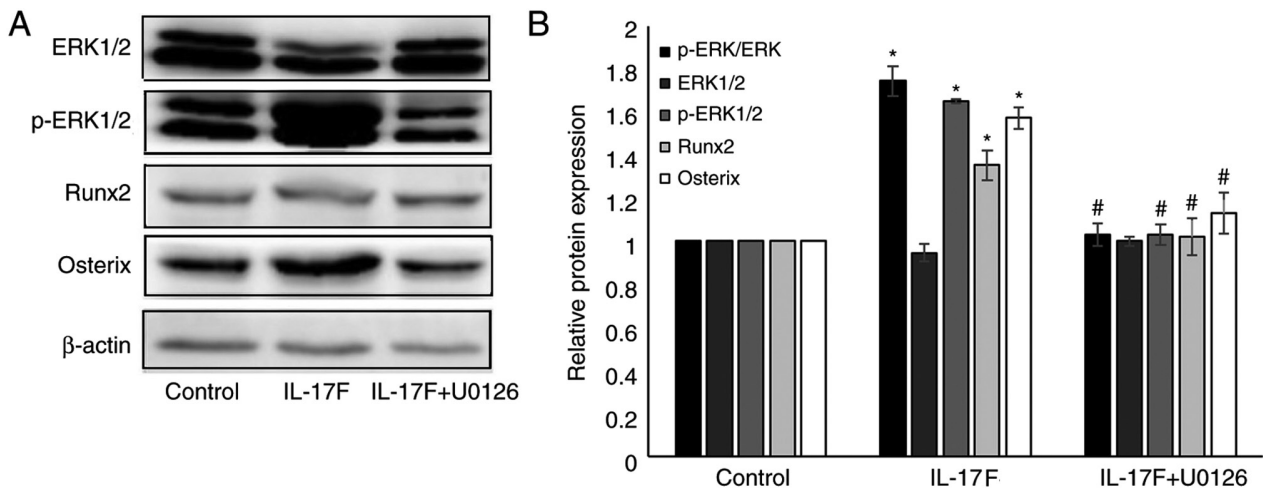 A
ERK1/2
p-ERK1/2
Runx2
Osterix
β-actin
Control IL-17F IL-17F+U0126
B
Relative protein expression
2
1.8
1.6
1.4
1.2
1
0.8
0.6
0.4
0.2
0
p-ERK/ERK
ERK1/2
p-ERK1/2
Runx2
Osterix
* * * *
# # # #
Control IL-17F IL-17F+U0126